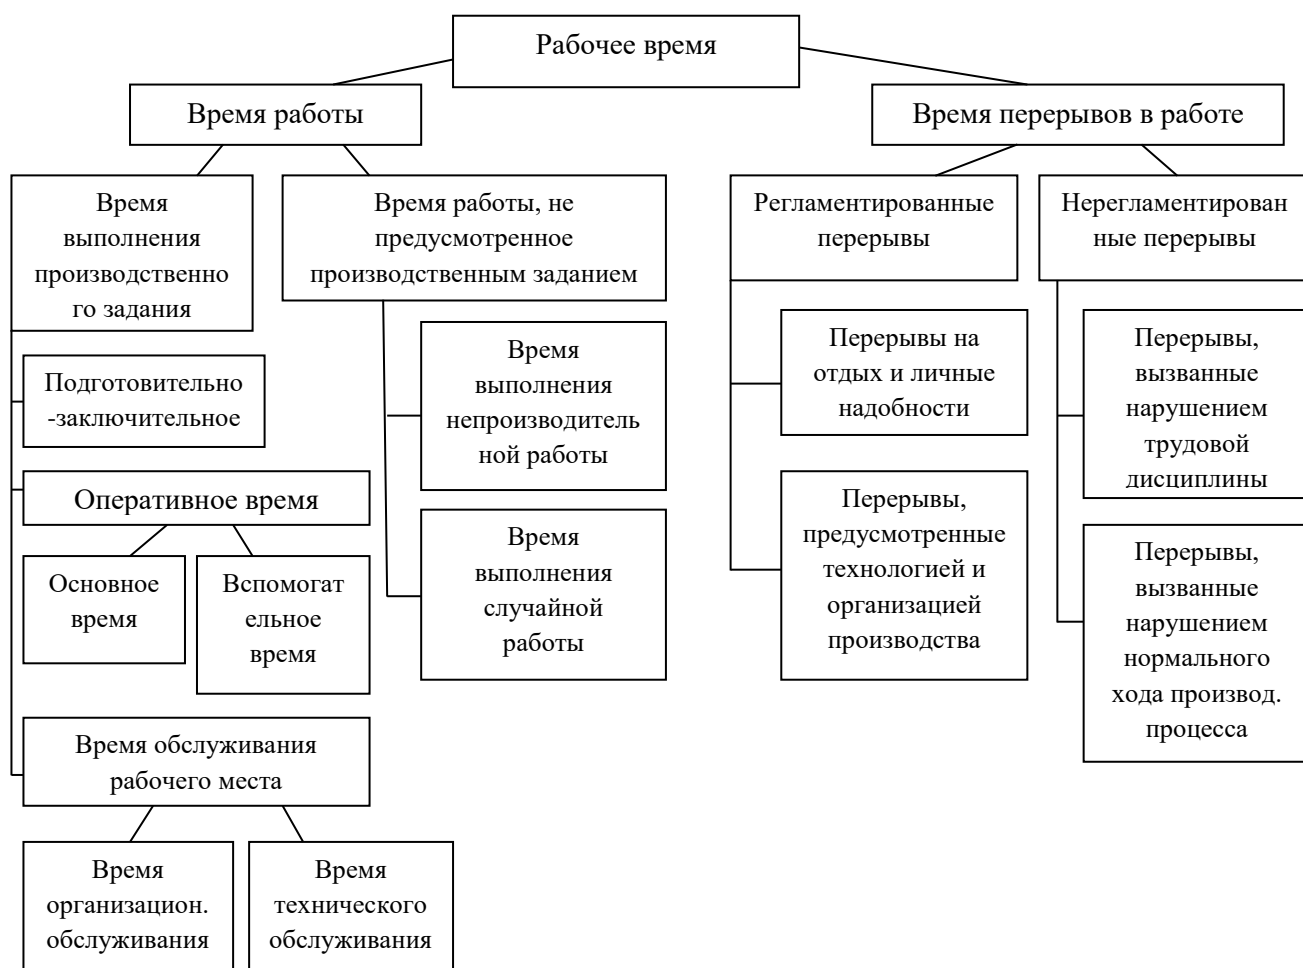 Рабочее время
Время работы
Время перерывов в работе
Время
выполнения
производственно
го задания
Время работы, не
предусмотренное
производственным заданием
Регламентированные
перерывы
Нерегламентирован
ные перерывы
Подготовительно
-заключительное
Оперативное время
Основное
время
Вспомогат
ельное
время
Время обслуживания
рабочего места
Время
организацион.
обслуживания
Время
технического
обслуживания
Время
выполнения
непроизводитель
ной работы
Время
выполнения
случайной
работы
Перерывы на
отдых и личные
надобности
Перерывы,
предусмотренные
технологией и
организацией
производства
Перерывы,
вызванные
нарушением
трудовой
дисциплины
Перерывы,
вызванные
нарушением
нормального
хода производ.
процесса